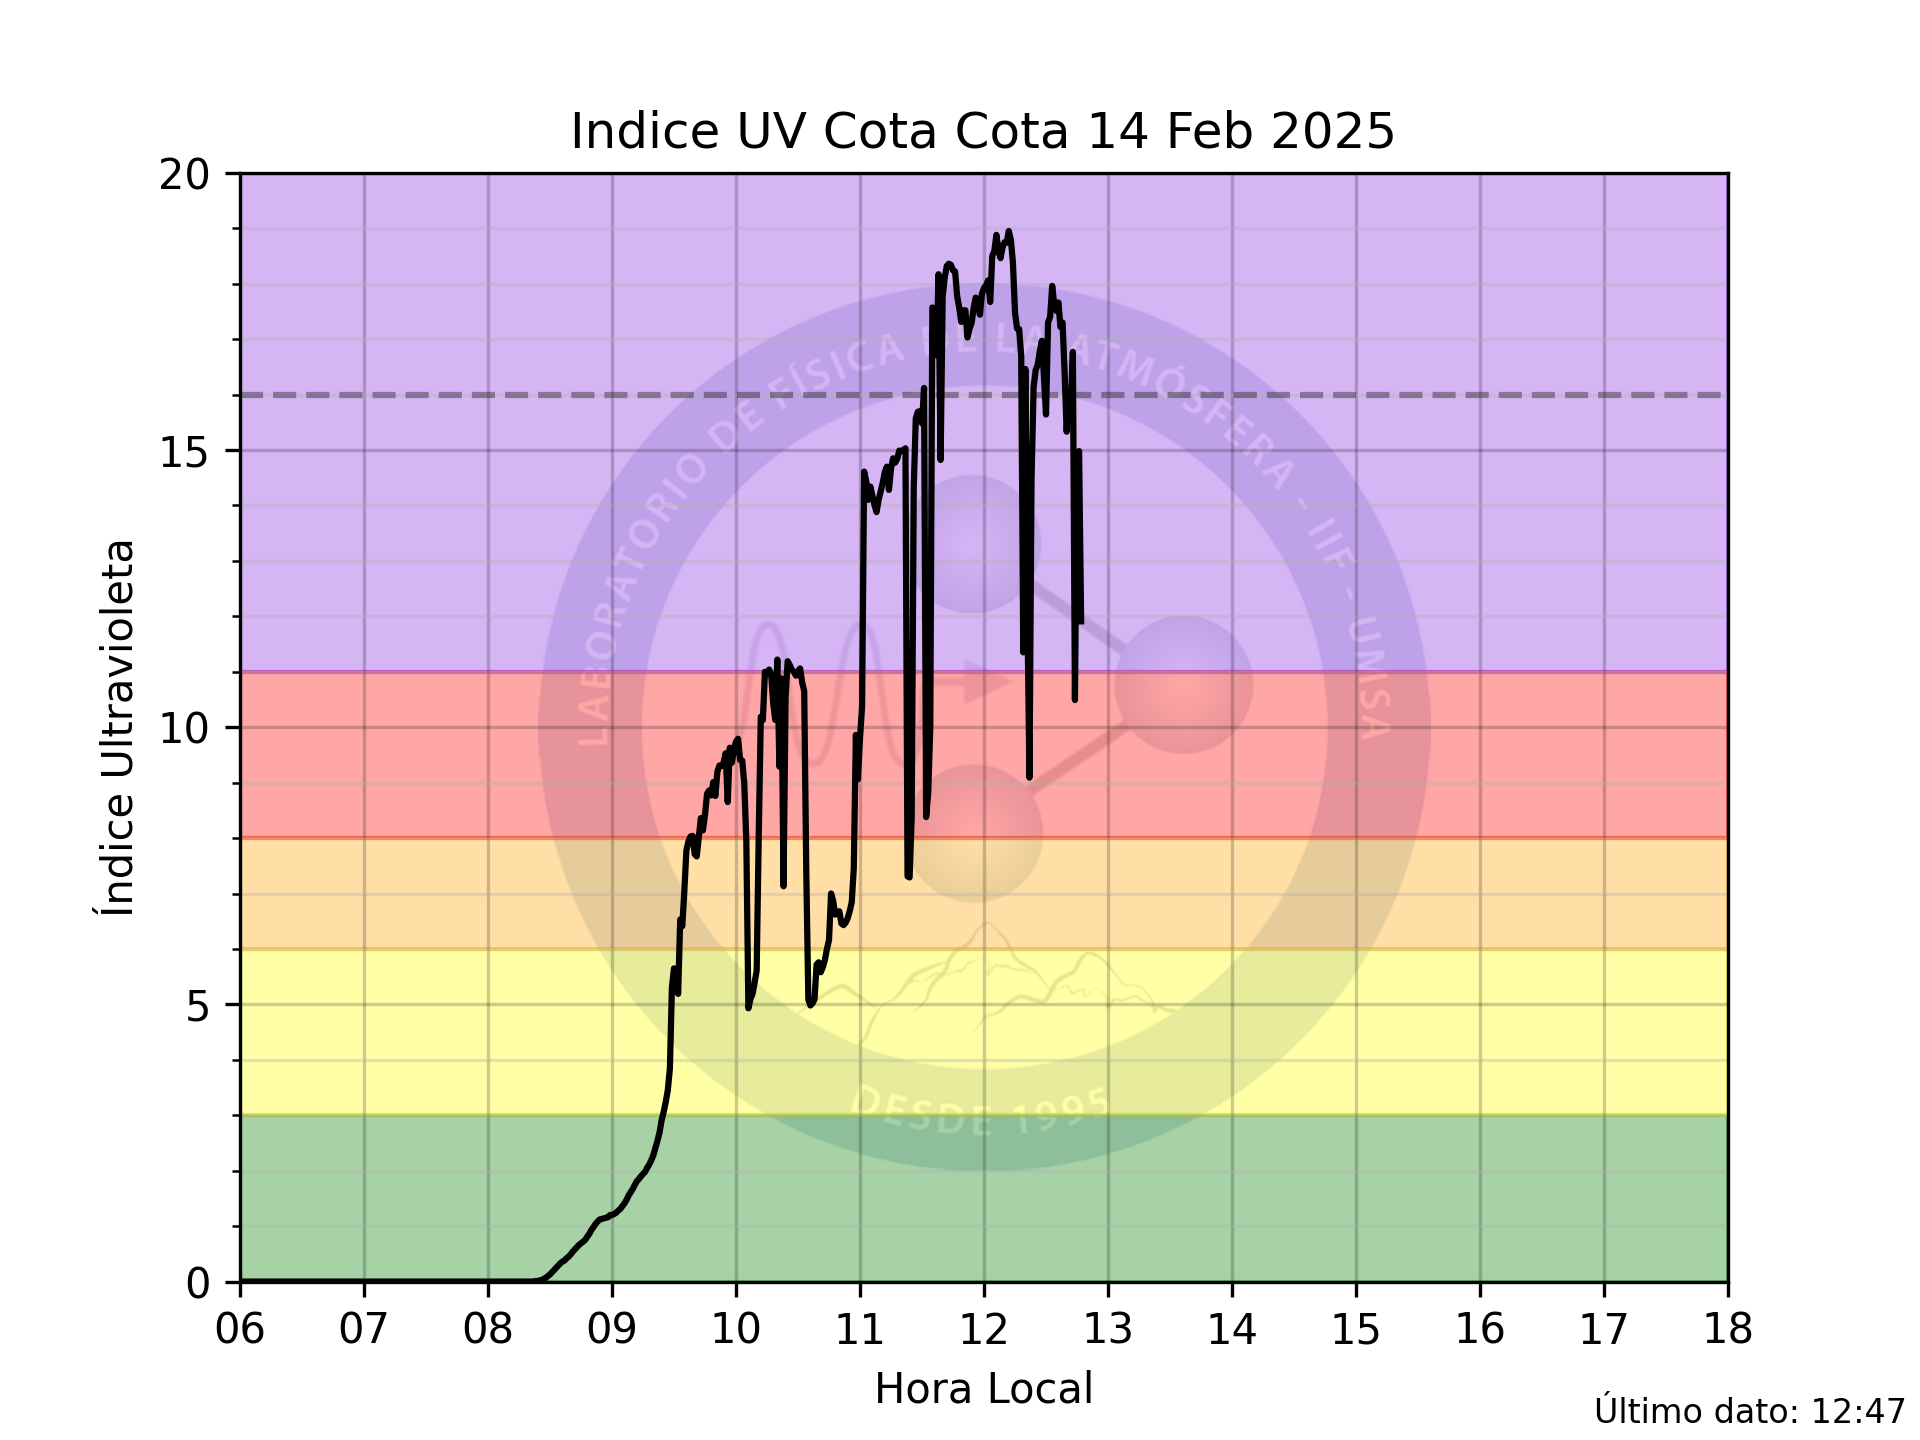 Indice UV Cota Cota 14 Feb 2025
20
15
10
5
0
Índice Ultravioleta
LABORATORIO DE FÍSICA DE LA ATMÓSFERA - IIF - UMSA
DESDE 1995
06 07 08 09 10 11 12 13 14 15 16 17 18
Hora Local
Último dato: 12:47